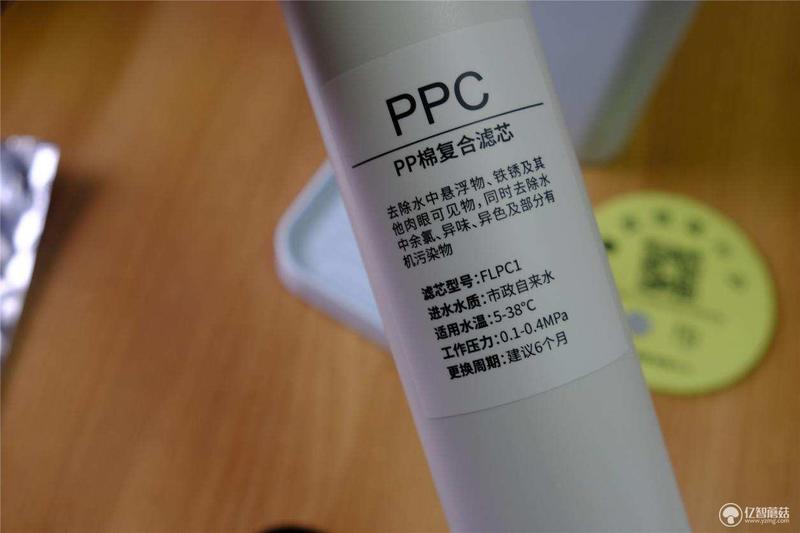 PPC
PP棉复合滤芯
去除水中悬浮物、铁锈及其
他肉眼可见物,同时去除水
中余氯、异味、异色及部分有
机污染物
滤芯型号:FLPC1
进水水质:市政自来水
适用水温:5-38℃
工作压力:0.1-0.4MPa
更换周期:建议6个月
亿智蘑菇
www.yzmg.com